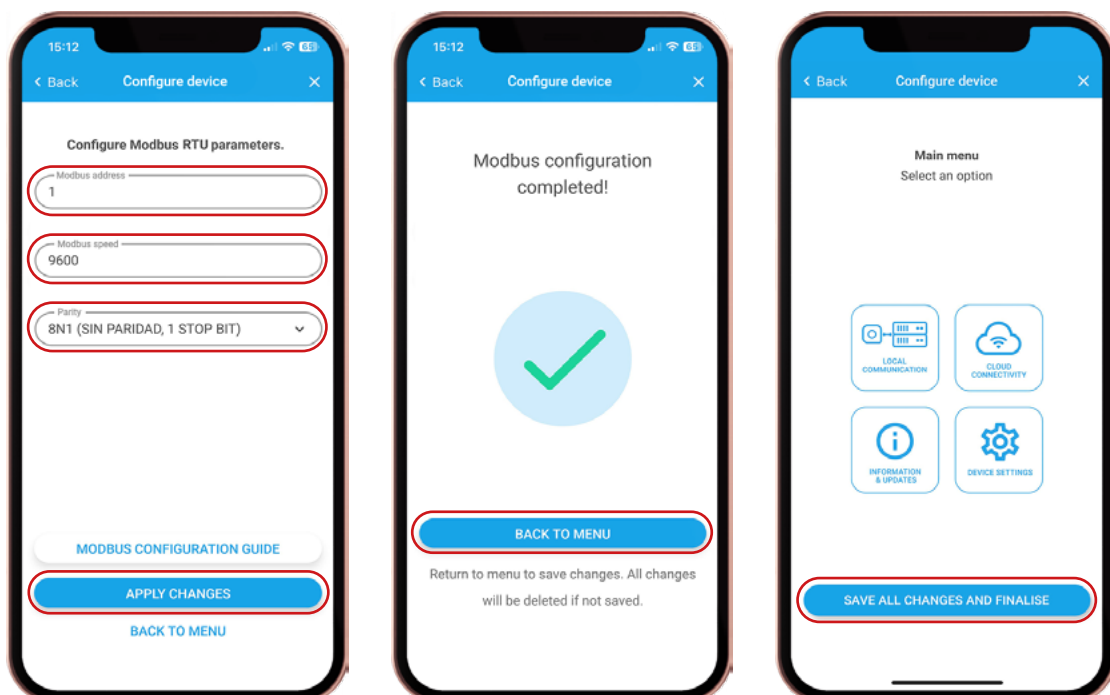 15:12
65
Back
Configure device
Configure Modbus RTU parameters.
Modbus address
1
Modbus speed
9600
Parity
8N1 (SIN PARIDAD, 1 STOP BIT)
MODBUS CONFIGURATION GUIDE
APPLY CHANGES
BACK TO MENU
15:12
65
Back
Configure device
Modbus configuration
completed!
BACK TO MENU
Return to menu to save changes. All changes
will be deleted if not saved.
Back
Configure device
Main menu
Select an option
LOCAL
COMMUNICATION
CLOUD
CONNECTIVITY
INFORMATION
& UPDATES
DEVICE SETTINGS
SAVE ALL CHANGES AND FINALISE